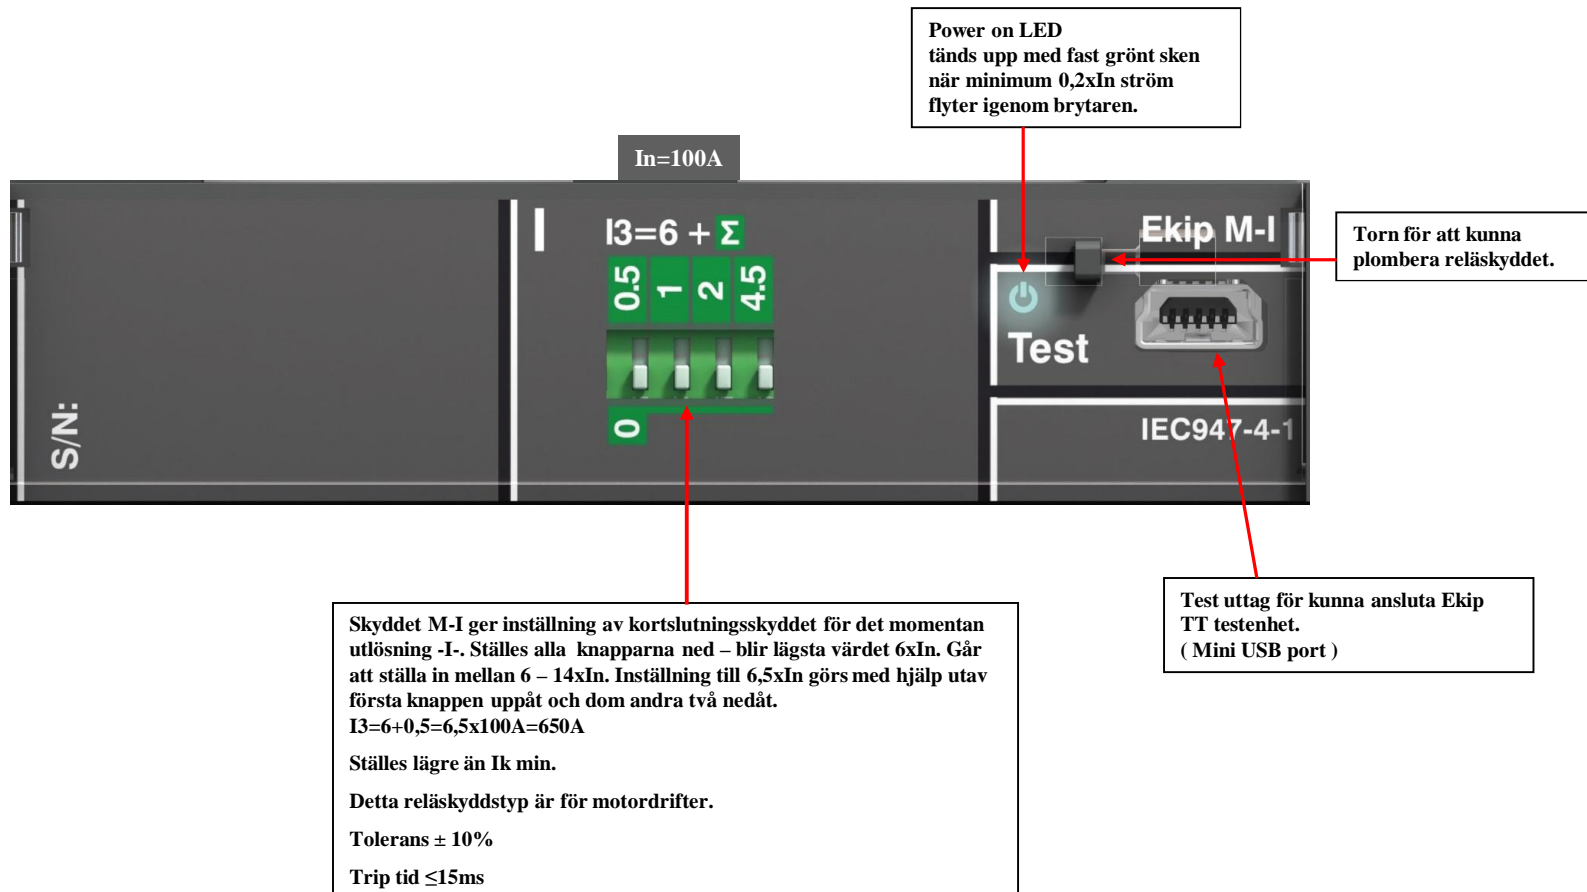 Power on LED
tänds upp med fast grönt sken
när minimum 0,2xIn ström
flyter igenom brytaren.
In=100A
I
I3=6 + Σ
0.5 1 2 4.5
0
S/N:
Ekip M-I
Test
IEC947-4-1
Torn för att kunna
plombera reläskyddet.
Skyddet M-I ger inställning av kortslutningsskyddet för det momentan
utlösning -I-. Ställes alla knapparna ned – blir lägsta värdet 6xIn. Går
att ställa in mellan 6 – 14xIn. Inställning till 6,5xIn görs med hjälp utav
första knappen uppåt och dom andra två nedåt.
I3=6+0,5=6,5x100A=650A
Ställes lägre än Ik min.
Detta reläskyddstyp är för motordrifter.
Tolerans ± 10%
Trip tid ≤15ms
Test uttag för kunna ansluta Ekip
TT testenhet.
( Mini USB port )